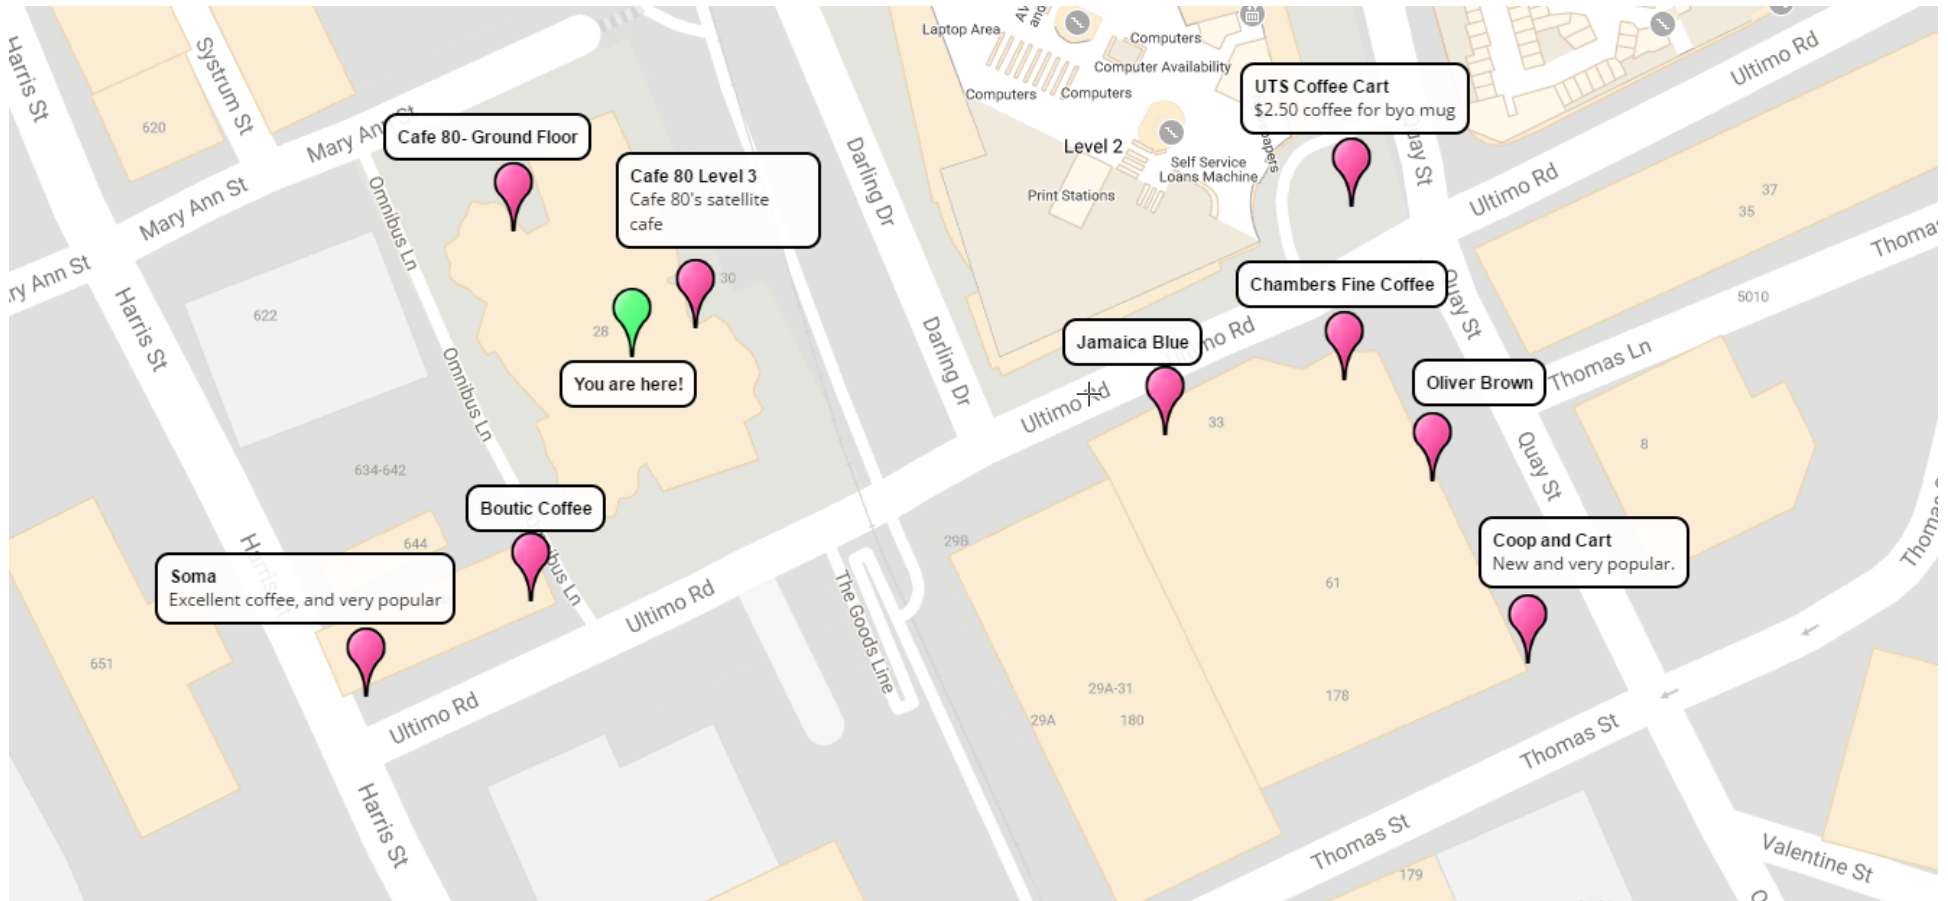 Harris St
Systrum St
620
Mary Ann St
Mary Ann St
Cafe 80- Ground Floor
Omnibus Ln
Cafe 80 Level 3
Cafe 80's satellite
cafe
30
28
You are here!
622
Harris St
Omnibus Ln
634-642
Boutic Coffee
644
Soma
Excellent coffee, and very popular
651
Ultimo Rd
Harris St
Ultimo Rd
The Goods Line
Darling Dr
Darling Dr
Laptop Area
and
Computers
Computer Availability
Computers
Computers
Level 2
Self Service
Loans Machine
Print Stations
UTS Coffee Cart
$2.50 coffee for byo mug
Quay St
Ultimo Rd
Ultimo Rd
37
35
Thomas
5010
Chambers Fine Coffee
Quay St
Jamaica Blue
Ultimo Rd
33
Oliver Brown
Thomas Ln
8
Quay St
Coop and Cart
New and very popular.
29B
61
29A-31
29A
180
178
Thomas St
Thomas St
179
Valentine St